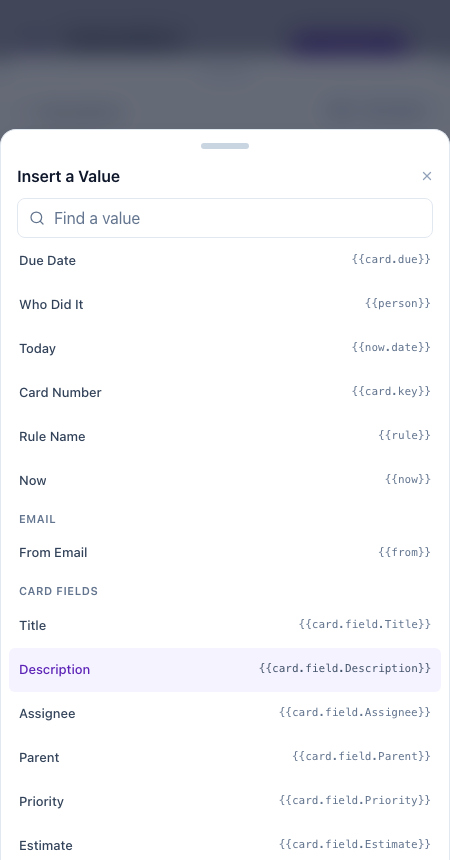 Insert a Value
Find a value
Due Date {{card.due}}
Who Did It {{person}}
Today {{now.date}}
Card Number {{card.key}}
Rule Name {{rule}}
Now {{now}}
EMAIL
From Email {{from}}
CARD FIELDS
Title {{card.field.Title}}
Description {{card.field.Description}}
Assignee {{card.field.Assignee}}
Parent {{card.field.Parent}}
Priority {{card.field.Priority}}
Estimate {{card.field.Estimate}}